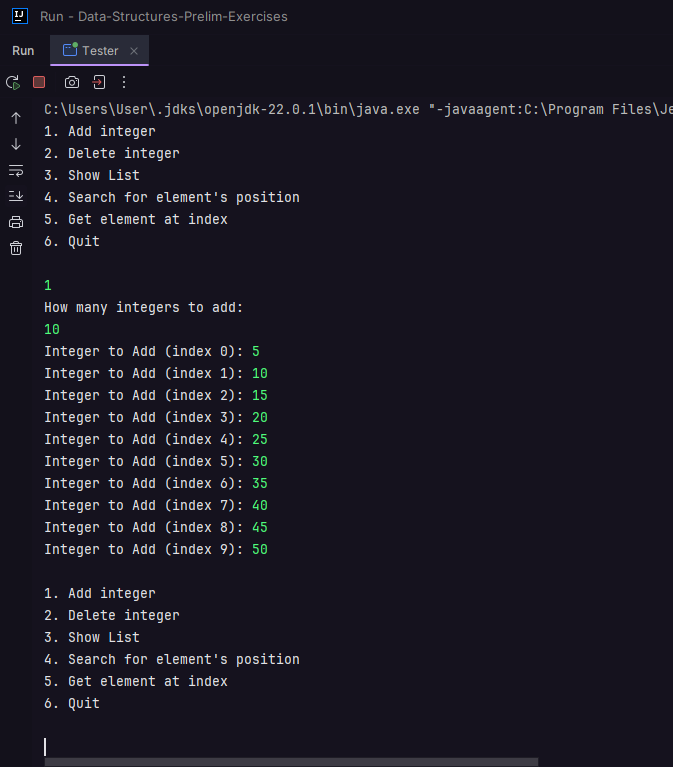 Run - Data-Structures-Prelim-Exercises
Run Tester
C:\Users\User\.jdks\openjdk-22.0.1\bin\java.exe "-javaagent:C:\Program Files\Je
1. Add integer
2. Delete integer
3. Show List
4. Search for element's position
5. Get element at index
6. Quit
1
How many integers to add:
10
Integer to Add (index 0): 5
Integer to Add (index 1): 10
Integer to Add (index 2): 15
Integer to Add (index 3): 20
Integer to Add (index 4): 25
Integer to Add (index 5): 30
Integer to Add (index 6): 35
Integer to Add (index 7): 40
Integer to Add (index 8): 45
Integer to Add (index 9): 50
1. Add integer
2. Delete integer
3. Show List
4. Search for element's position
5. Get element at index
6. Quit